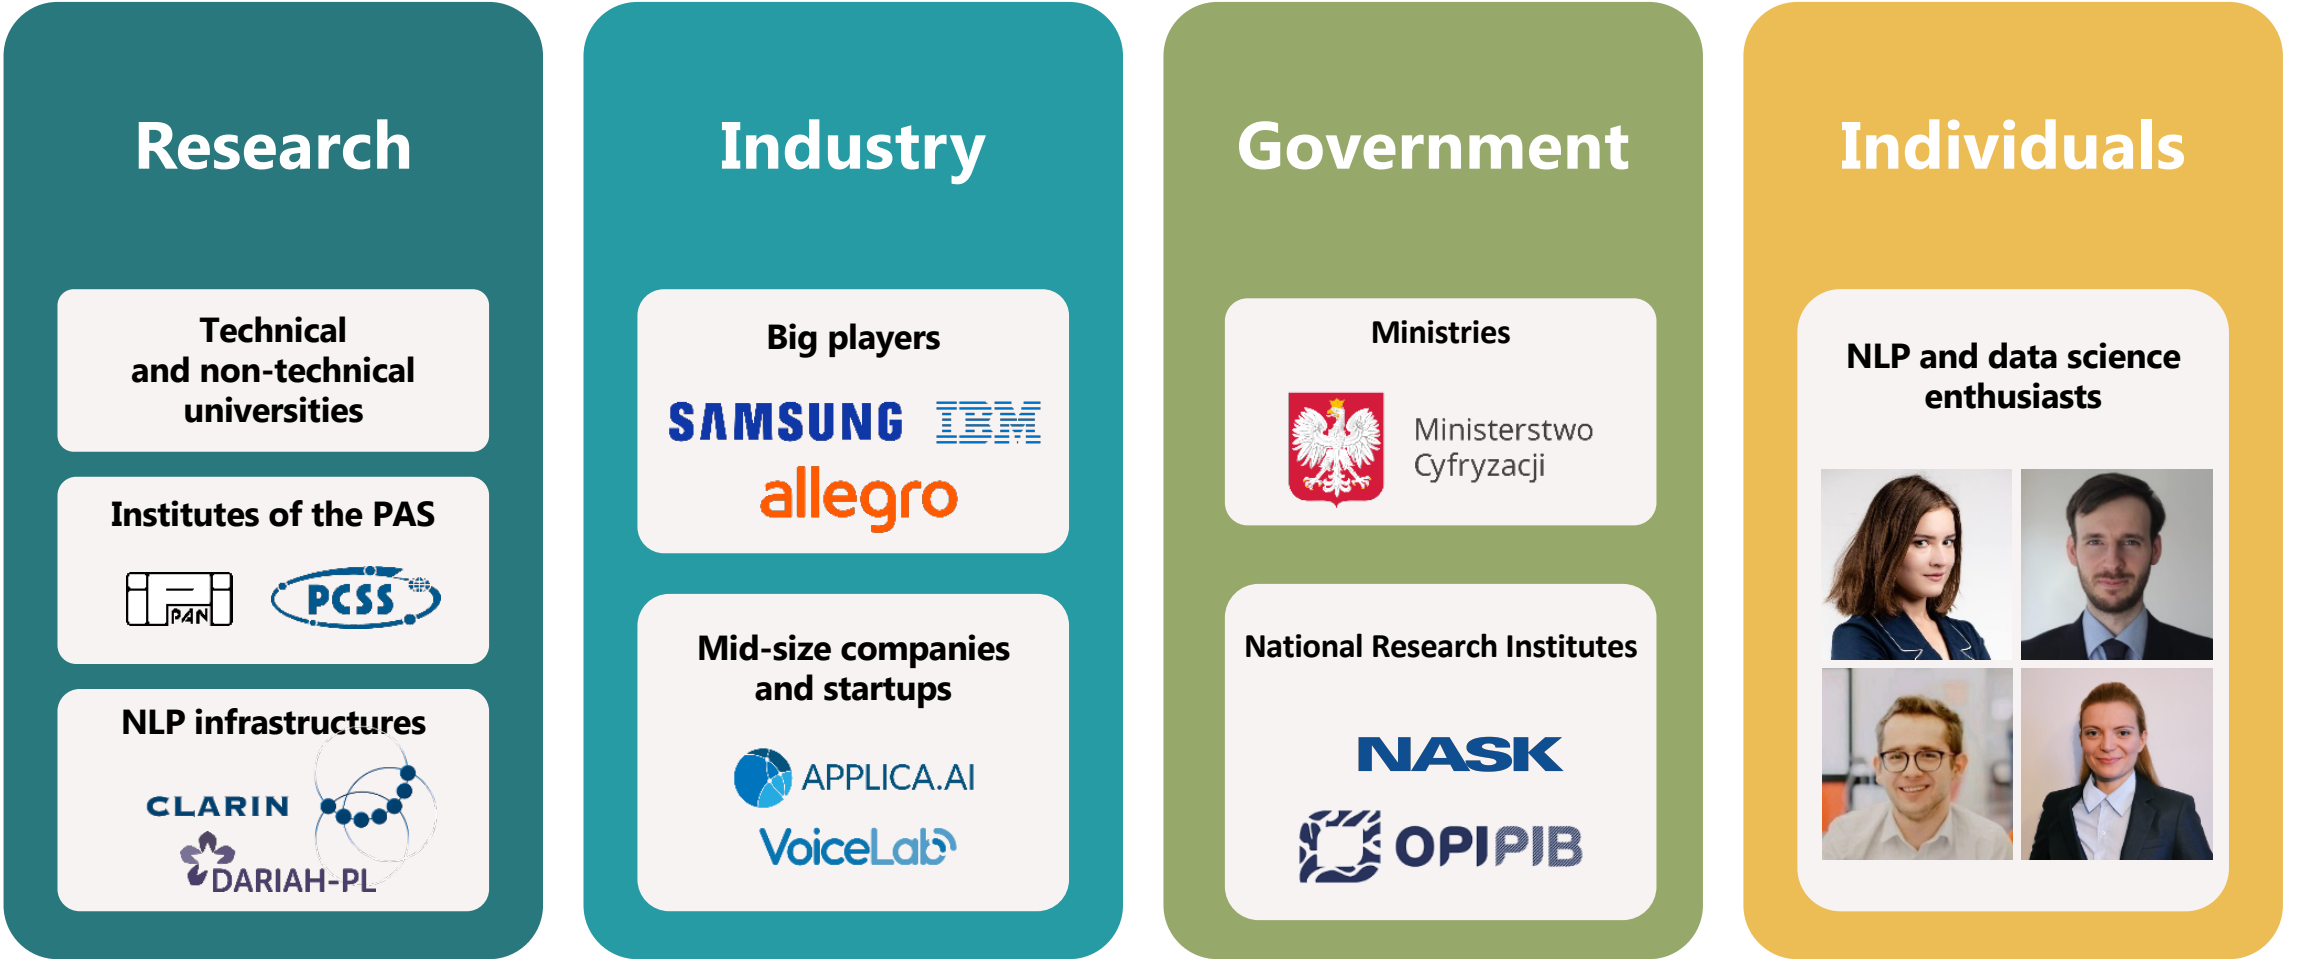 Research
Technical
and non-technical
universities
Institutes of the PAS
IPI PAN
PCSS
NLP infrastructures
CLARIN
DARIAH-PL
Industry
Big players
SAMSUNG IBM
allegro
Mid-size companies
and startups
APPLICA.AI
VoiceLab
Government
Ministries
Ministerstwo
Cyfryzacji
National Research Institutes
NASK
OPI PIB
Individuals
NLP and data science
enthusiasts